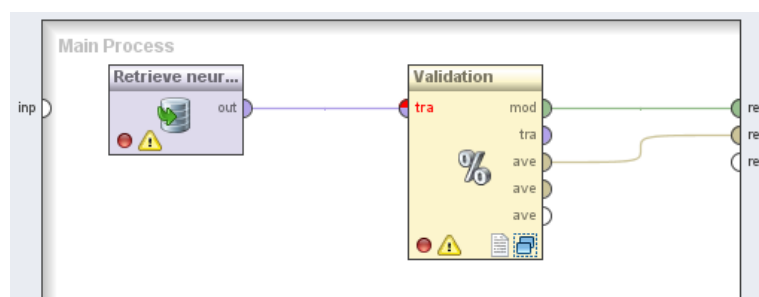 Main Process
Retrieve neur...
Validation
inp
out
tra
mod
re
tra
re
ave
re
ave
ave